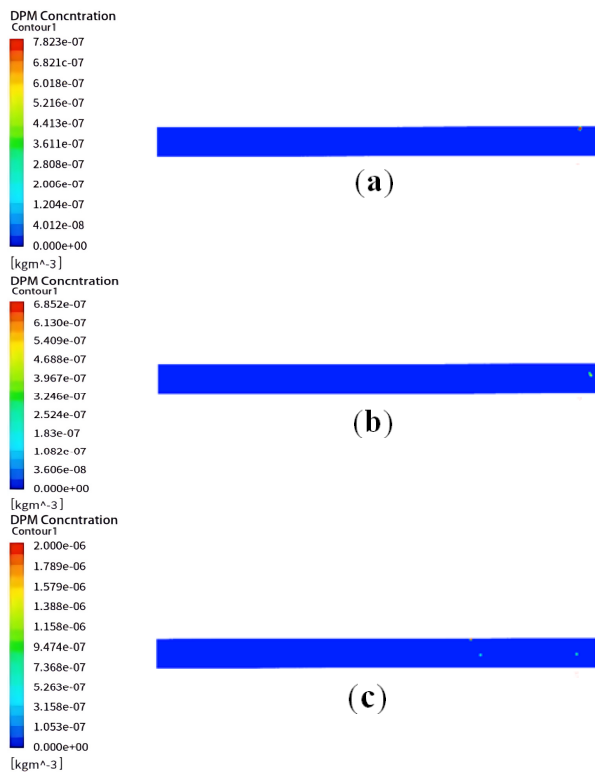 DPM Concntration
Contour1
7.823e-07
6.821c-07
6.018e-07
5.216e-07
4.413e-07
3.611e-07
2.808e-07
2.006e-07
1.204e-07
4.012e-08
0.000e+00
[kgm^-3]
(a)
DPM Concntration
Contour1
6.852e-07
6.130e-07
5.409e-07
4.688e-07
3.967e-07
3.246e-07
2.524e-07
1.83e-07
1.082e-07
3.606e-08
0.000e+00
[kgm^-3]
(b)
DPM Concntration
Contour1
2.000e-06
1.789e-06
1.579e-06
1.388e-06
1.158e-06
9.474e-07
7.368e-07
5.263e-07
3.158e-07
1.053e-07
0.000e+00
[kgm^-3]
(c)